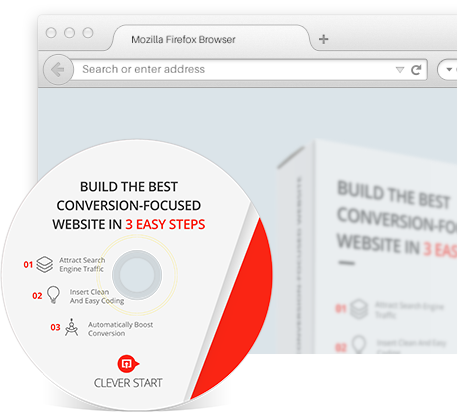 Mozilla Firefox Browser
Search or enter address
BUILD THE BEST
CONVERSION-FOCUSED
WEBSITE IN 3 EASY STEPS
01 Attract Search
Engine Traffic
02 Insert Clean
And Easy Coding
03 Automatically Boost
Conversion
CLEVER START
BUILD THE BEST
CONVERSION-FO
WEBSITE IN 3 EAS
01 Attract Search Engine
Traffic
02 Insert Clean And Easy
Coding